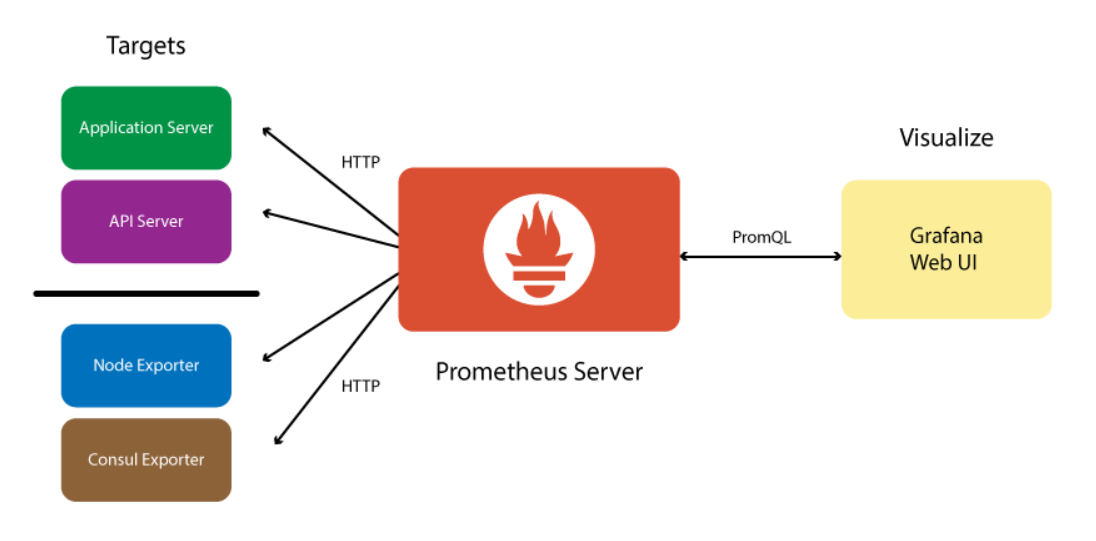 Targets
Application Server
API Server
Node Exporter
Consul Exporter
HTTP
HTTP
Prometheus Server
PromQL
Visualize
Grafana
Web UI